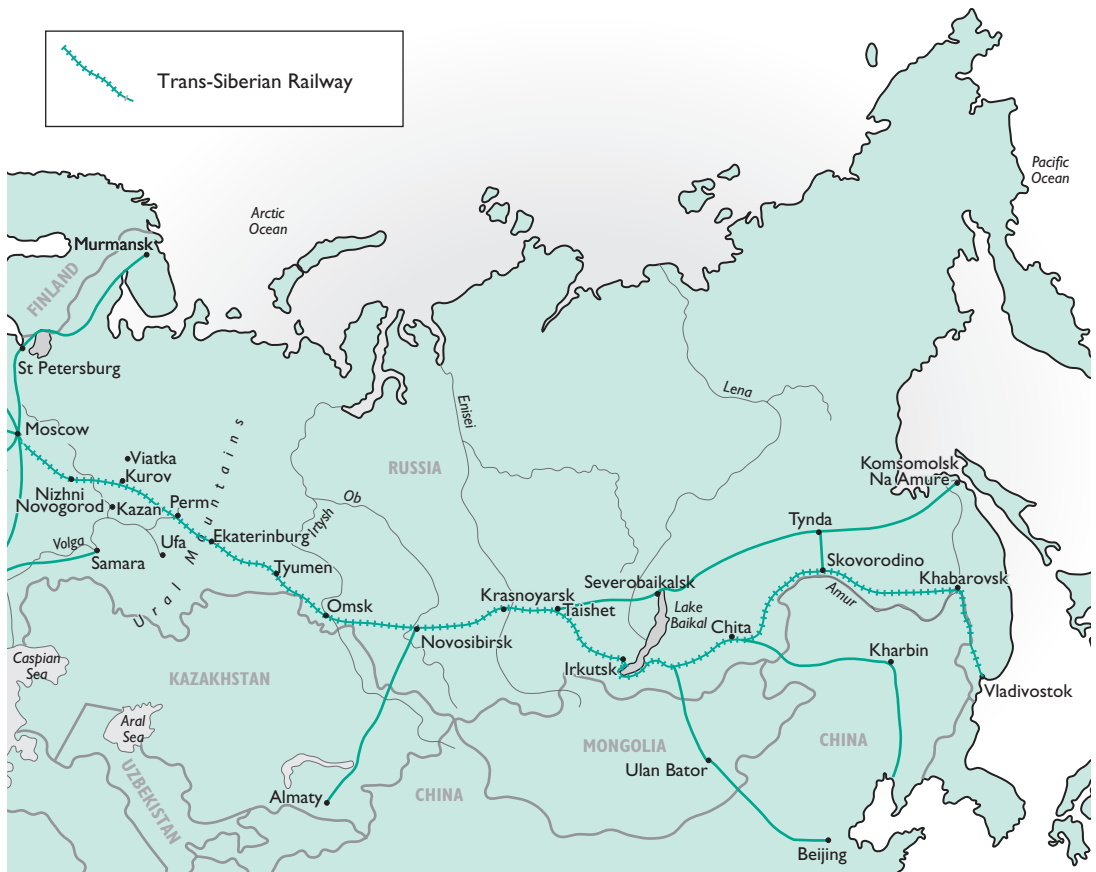 Trans-Siberian Railway
Pacific
Ocean
Arctic
Ocean
Murmansk
FINLAND
St Petersburg
Lena
Enisei
Moscow
Ural Mountains
Viatka
Kurov
RUSSIA
Komsomolsk
Na Amure
Nizhni
Novogorod
Kazan
Perm
Ob
Irtysh
Tynda
Volga
Ufa
Ekaterinburg
Samara
Tyumen
Skovorodino
Severobaikalsk
Khabarovsk
Amur
Krasnoyarsk
Taishet
Omsk
Lake
Baikal
Chita
Novosibirsk
Kharbin
Irkutsk
Caspian
Sea
KAZAKHSTAN
Vladivostok
Aral
Sea
MONGOLIA
CHINA
Ulan Bator
UZBEKISTAN
Almaty
CHINA
Beijing